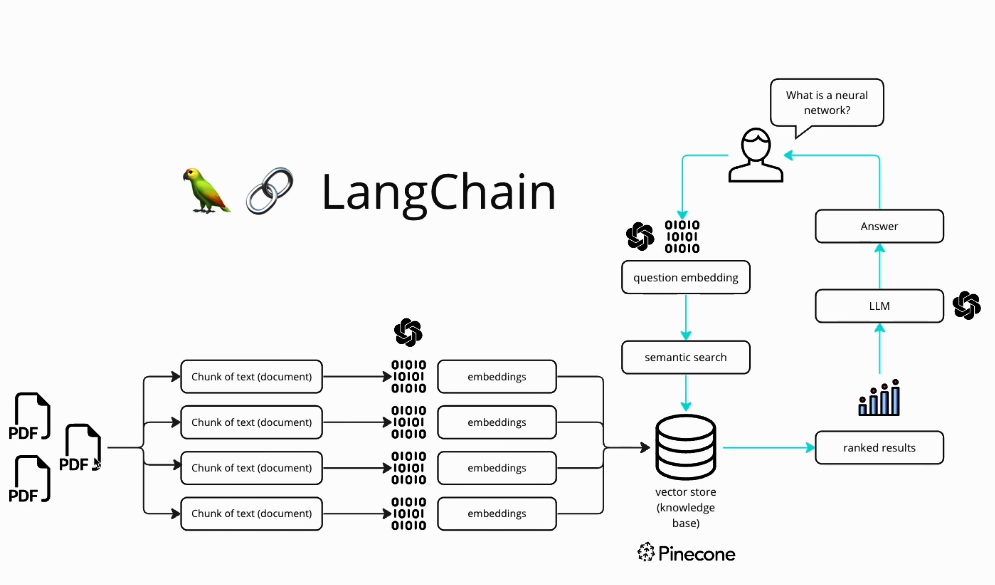 What is a neural
network?
LangChain
01010
10101
01010
question embedding
Answer
LLM
semantic search
Chunk of text (document)
01010
10101
01010
embeddings
Chunk of text (document)
01010
10101
01010
embeddings
Chunk of text (document)
01010
10101
01010
embeddings
Chunk of text (document)
01010
10101
01010
embeddings
PDF
PDF
PDF
ranked results
vector store
(knowledge
base)
Pinecone